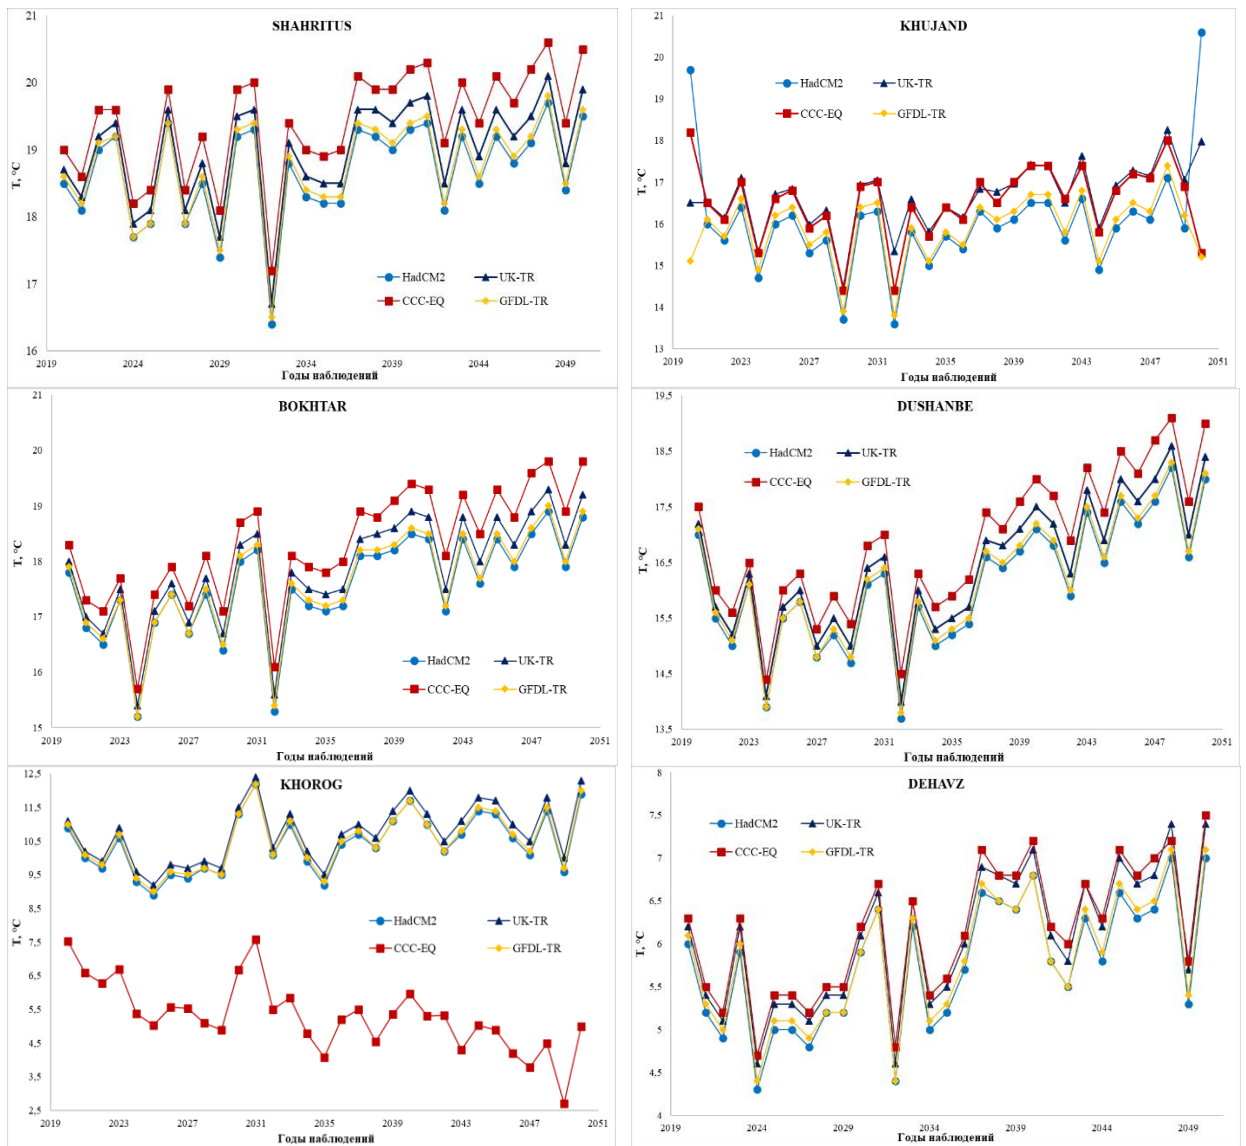 SHAHRITUS
21
20
19
18
17
16
T, °C
2019
2024
2029
2034
2039
2044
2049
Годы наблюдений
HadCM2
UK-TR
CCC-EQ
GFDL-TR
KHUJAND
21
20
19
18
17
16
15
14
13
T, °C
2019
2023
2027
2031
2035
2039
2043
2047
2051
Годы наблюдений
HadCM2
UK-TR
CCC-EQ
GFDL-TR
BOKHTAR
21
20
19
18
17
16
15
T, °C
2019
2023
2027
2031
2035
2039
2043
2047
2051
Годы наблюдений
HadCM2
UK-TR
CCC-EQ
GFDL-TR
DUSHANBE
19,5
18,5
17,5
16,5
15,5
14,5
13,5
T, °C
2019
2023
2027
2031
2035
2039
2043
2047
2051
Годы наблюдений
HadCM2
UK-TR
CCC-EQ
GFDL-TR
KHOROG
12,5
11,5
10,5
9,5
8,5
7,5
6,5
5,5
4,5
3,5
2,5
T, °C
2019
2023
2027
2031
2035
2039
2043
2047
2051
Годы наблюдений
HadCM2
UK-TR
CCC-EQ
GFDL-TR
DEHAVZ
8
7,5
7
6,5
6
5,5
5
4,5
4
T, °C
2019
2024
2029
2034
2039
2044
2049
Годы наблюдений
HadCM2
UK-TR
CCC-EQ
GFDL-TR